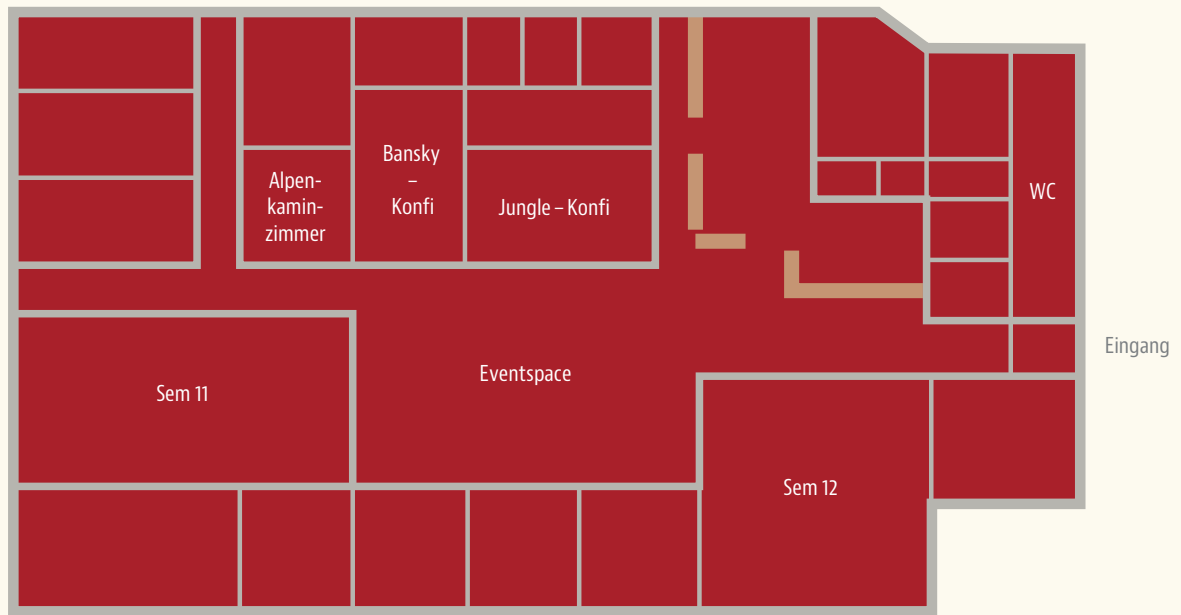 Alpen-
kamin-
zimmer
Bansky
–
Konfi
Jungle – Konfi
WC
Eingang
Sem 11
Eventspace
Sem 12